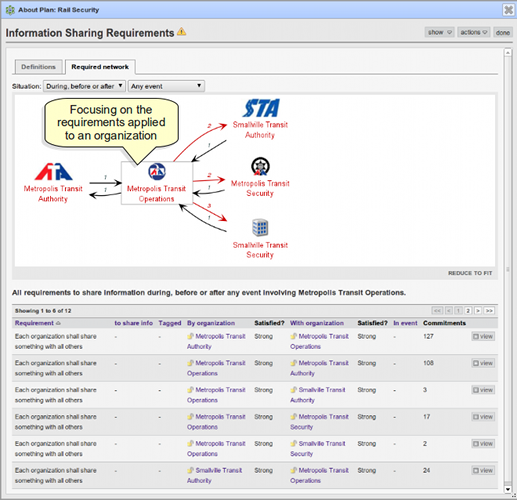 About Plan: Rail Security
Information Sharing Requirements
show actions done
Definitions Required network
Situation: During, before or after Any event
Focusing on the
requirements applied
to an organization
STA
Smallville Transit
Authority
2
1
Metropolis Transit
Authority
1
1
Metropolis Transit
Operations
2
1
Metropolis Transit
Security
3
1
Smallville Transit
Security
REDUCE TO FIT
All requirements to share information during, before or after any event involving Metropolis Transit Operations.
Showing 1 to 6 of 12 << < 1 2 > >>
Requirement to share info Tagged By organization Satisfied? With organization Satisfied? In event Commitments
Each organization shall share - - Metropolis Transit Strong Metropolis Transit Strong - 127 view
something with all others Authority Operations
Each organization shall share - - Metropolis Transit Strong Metropolis Transit Strong - 108 view
something with all others Operations Authority
Each organization shall share - - Metropolis Transit Strong Smallville Transit Strong - 3 view
something with all others Operations Authority
Each organization shall share - - Metropolis Transit Strong Metropolis Transit Strong - 17 view
something with all others Operations Security
Each organization shall share - - Metropolis Transit Strong Smallville Transit Strong - 2 view
something with all others Operations Security
Each organization shall share - - Smallville Transit Strong Metropolis Transit Strong - 24 view
something with all others Authority Operations